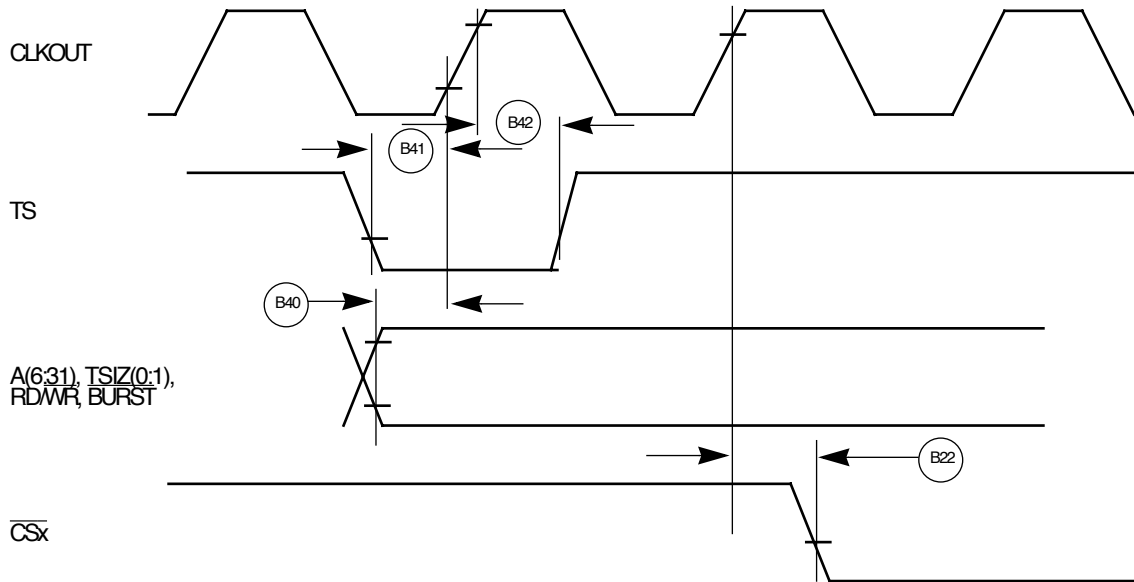 CLKOUT
B41
B42
TS
B40
A(6:31), TSIZ(0:1),
RD/WR, BURST
B22
CSx